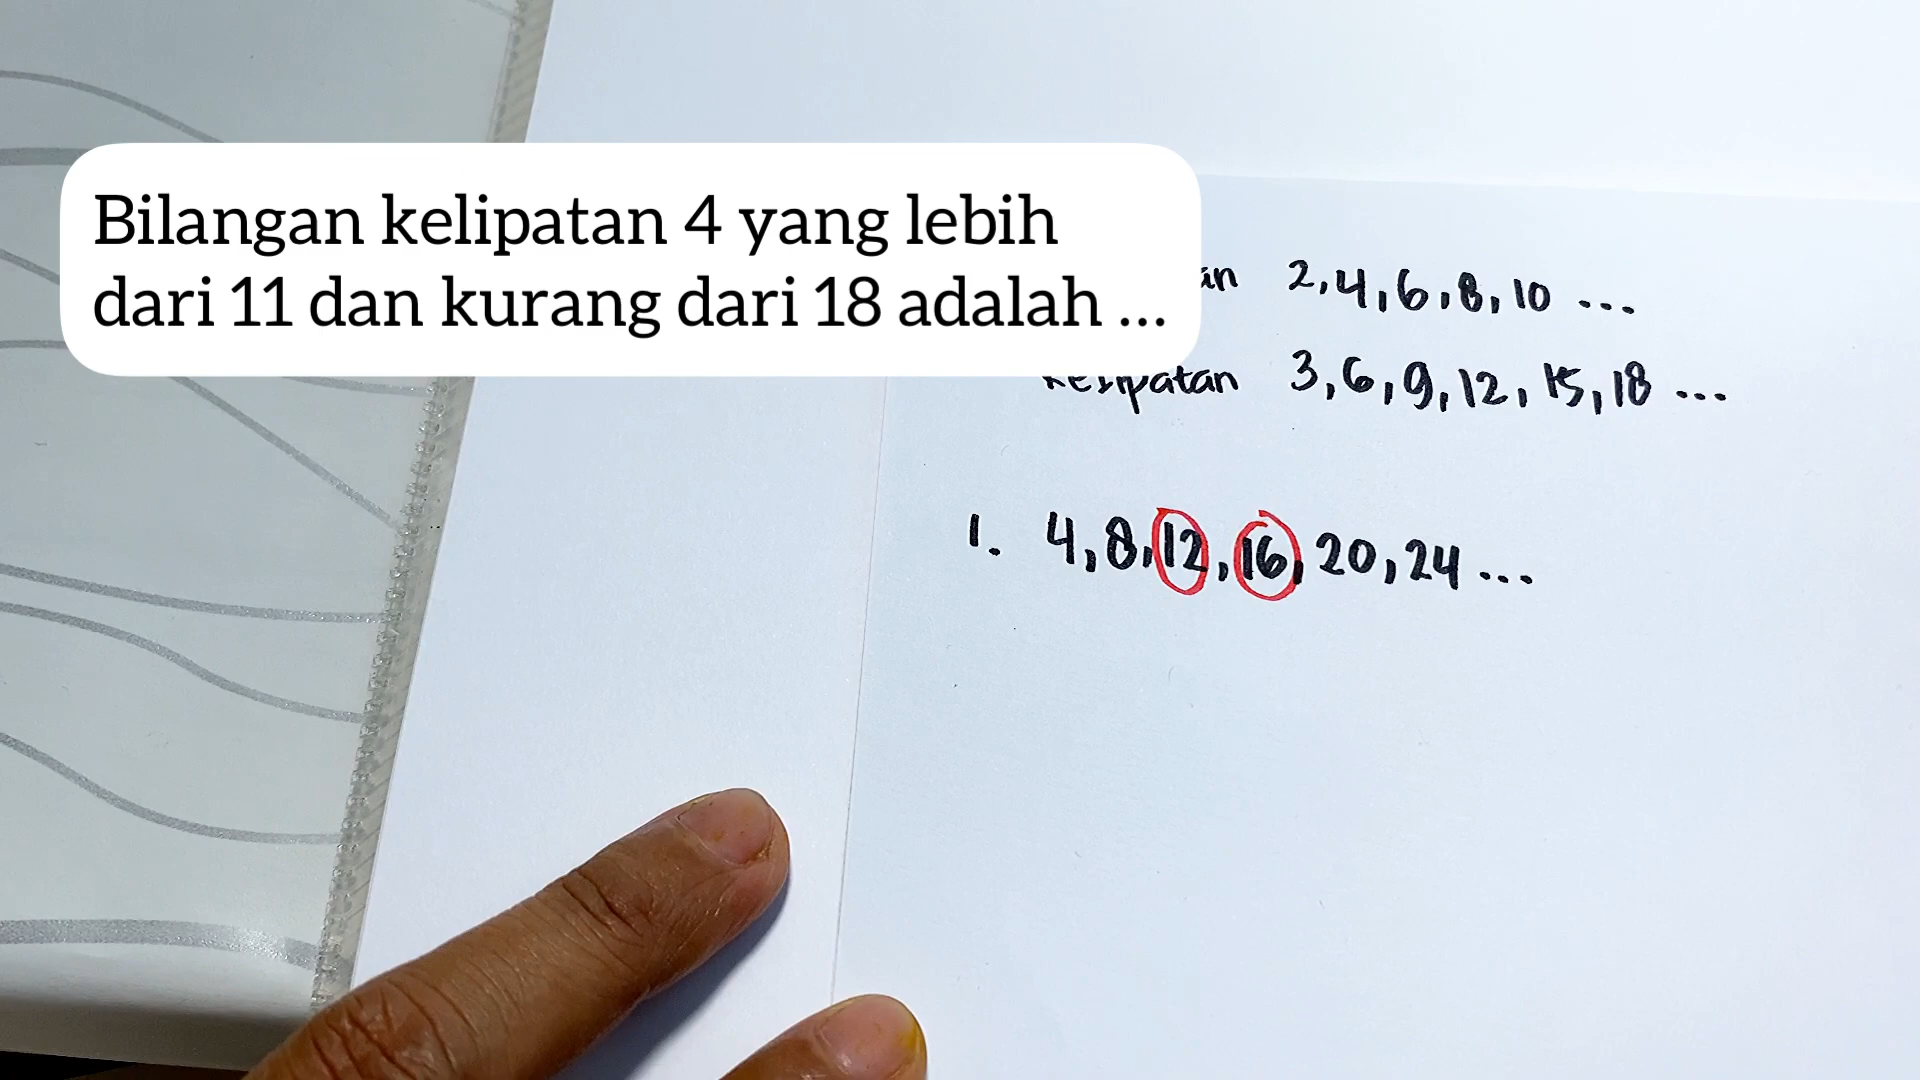 Bilangan kelipatan 4 yang lebih
dari 11 dan kurang dari 18 adalah ...
2, 4, 6, 8, 10 ...
kelipatan 3, 6, 9, 12, 15, 18 ...
1. 4, 8, 12, 16, 20, 24 ...